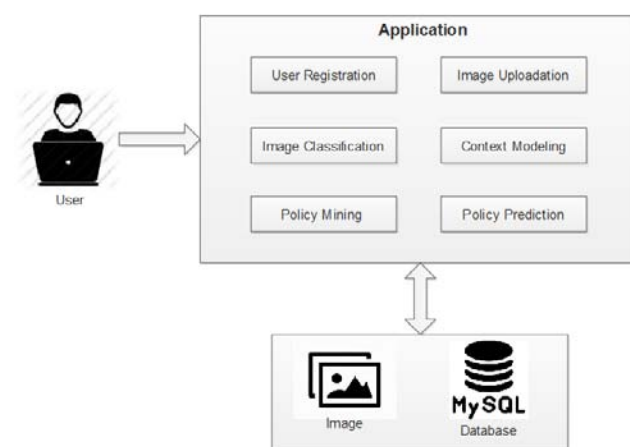 Application
User Registration
Image Uploadation
Image Classification
Context Modeling
Policy Mining
Policy Prediction
User
Image
MySQL
Database